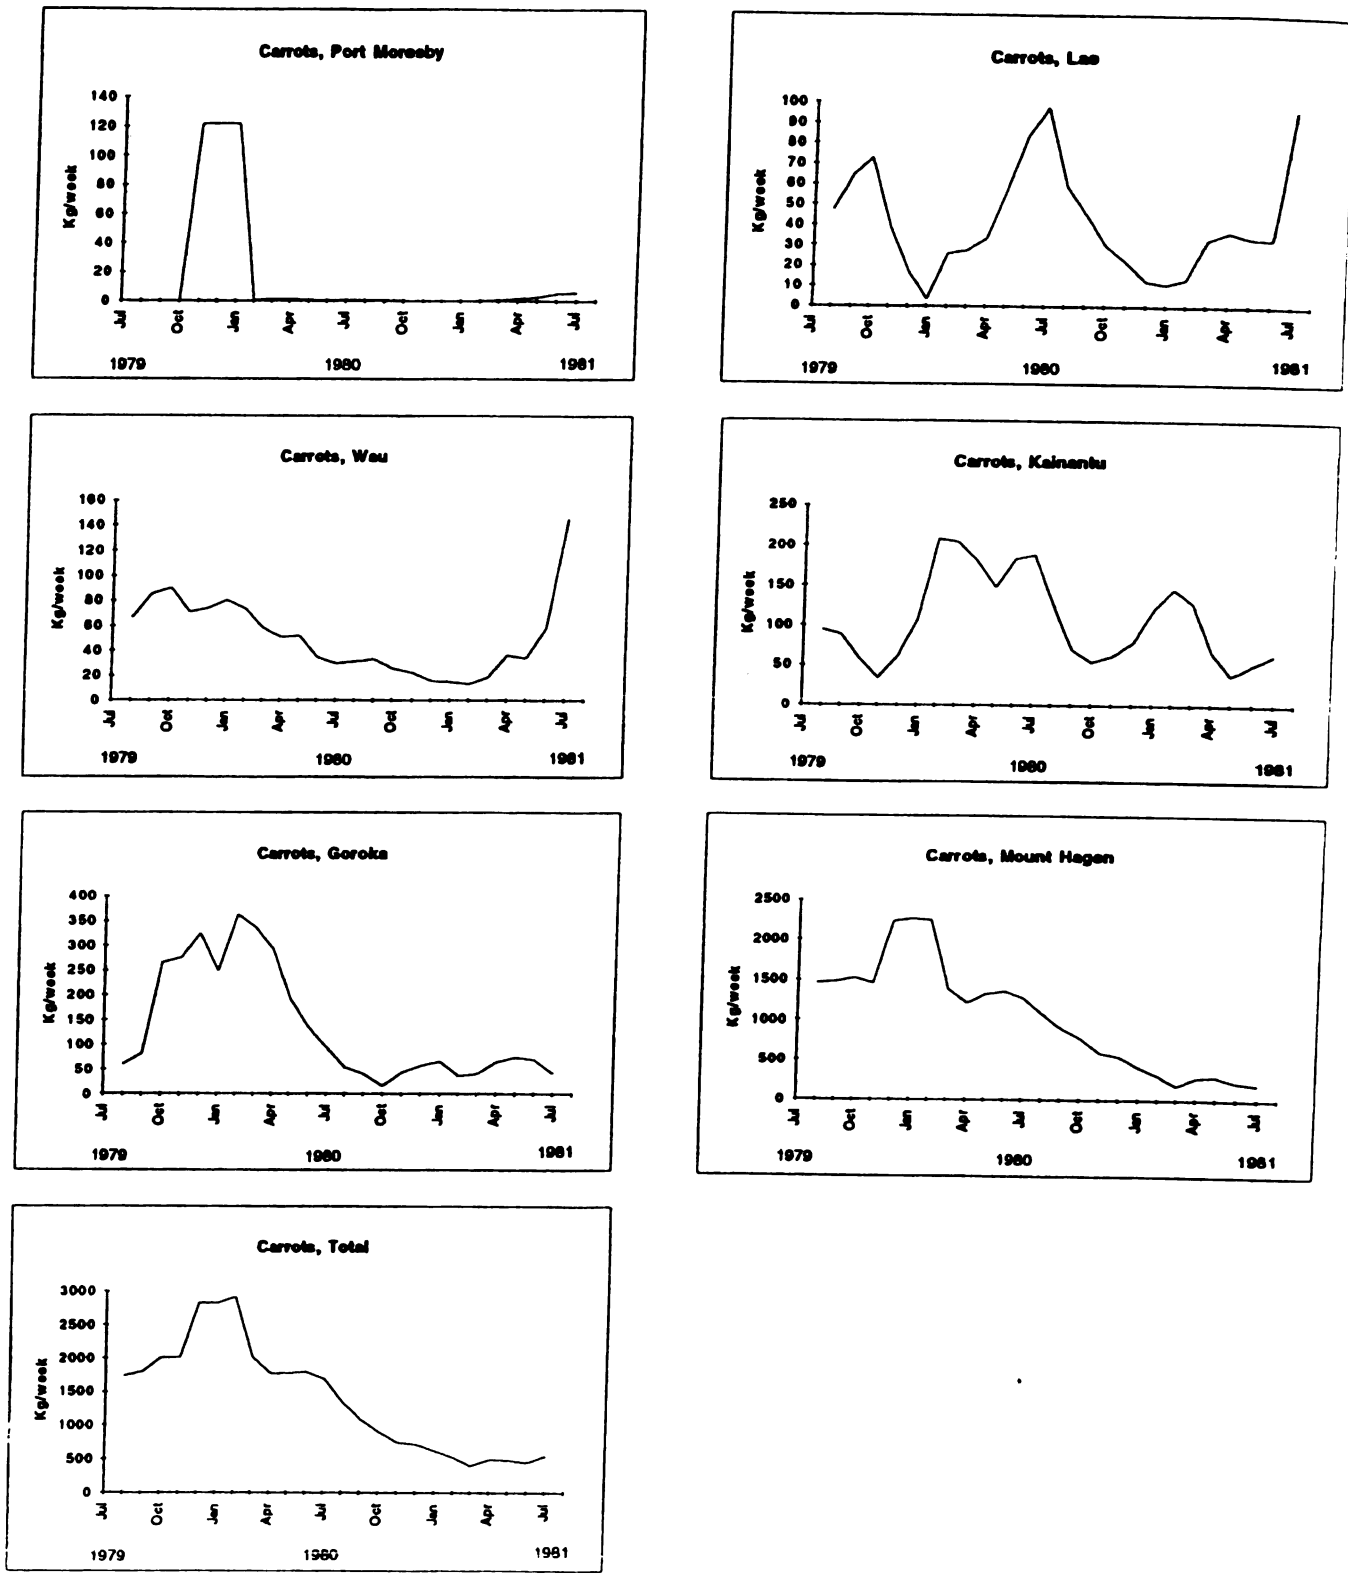 Carrots, Port Moresby
Kg/week
140
120
100
80
60
40
20
0
Jul
Oct
Jan
Apr
Jul
Oct
Jan
Apr
Jul
1979
1980
1981
Carrots, Lae
Kg/week
100
90
80
70
60
50
40
30
20
10
0
Jul
Oct
Jan
Apr
Jul
Oct
Jan
Apr
Jul
1979
1980
1981
Carrots, Wau
Kg/week
160
140
120
100
80
60
40
20
0
Jul
Oct
Jan
Apr
Jul
Oct
Jan
Apr
Jul
1979
1980
1981
Carrots, Kainantu
Kg/week
250
200
150
100
50
0
Jul
Oct
Jan
Apr
Jul
Oct
Jan
Apr
Jul
1979
1980
1981
Carrots, Goroka
Kg/week
400
350
300
250
200
150
100
50
0
Jul
Oct
Jan
Apr
Jul
Oct
Jan
Apr
Jul
1979
1980
1981
Carrots, Mount Hagen
Kg/week
2500
2000
1500
1000
500
0
Jul
Oct
Jan
Apr
Jul
Oct
Jan
Apr
Jul
1979
1980
1981
Carrots, Total
Kg/week
3000
2500
2000
1500
1000
500
0
Jul
Oct
Jan
Apr
Jul
Oct
Jan
Apr
Jul
1979
1980
1981